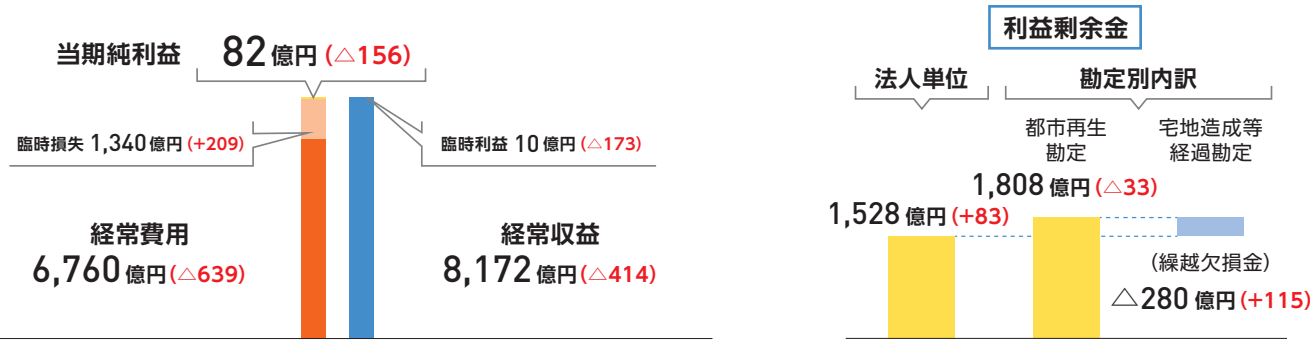 当期純利益 82億円(△156)
臨時損失 1,340億円(+209)
臨時利益 10億円(△173)
経常費用
6,760億円(△639)
経常収益
8,172億円(△414)
利益剰余金
法人単位
勘定別内訳
都市再生
勘定
宅地造成等
経過勘定
1,808億円(△33)
1,528億円(+83)
(繰越欠損金)
△280億円(+115)